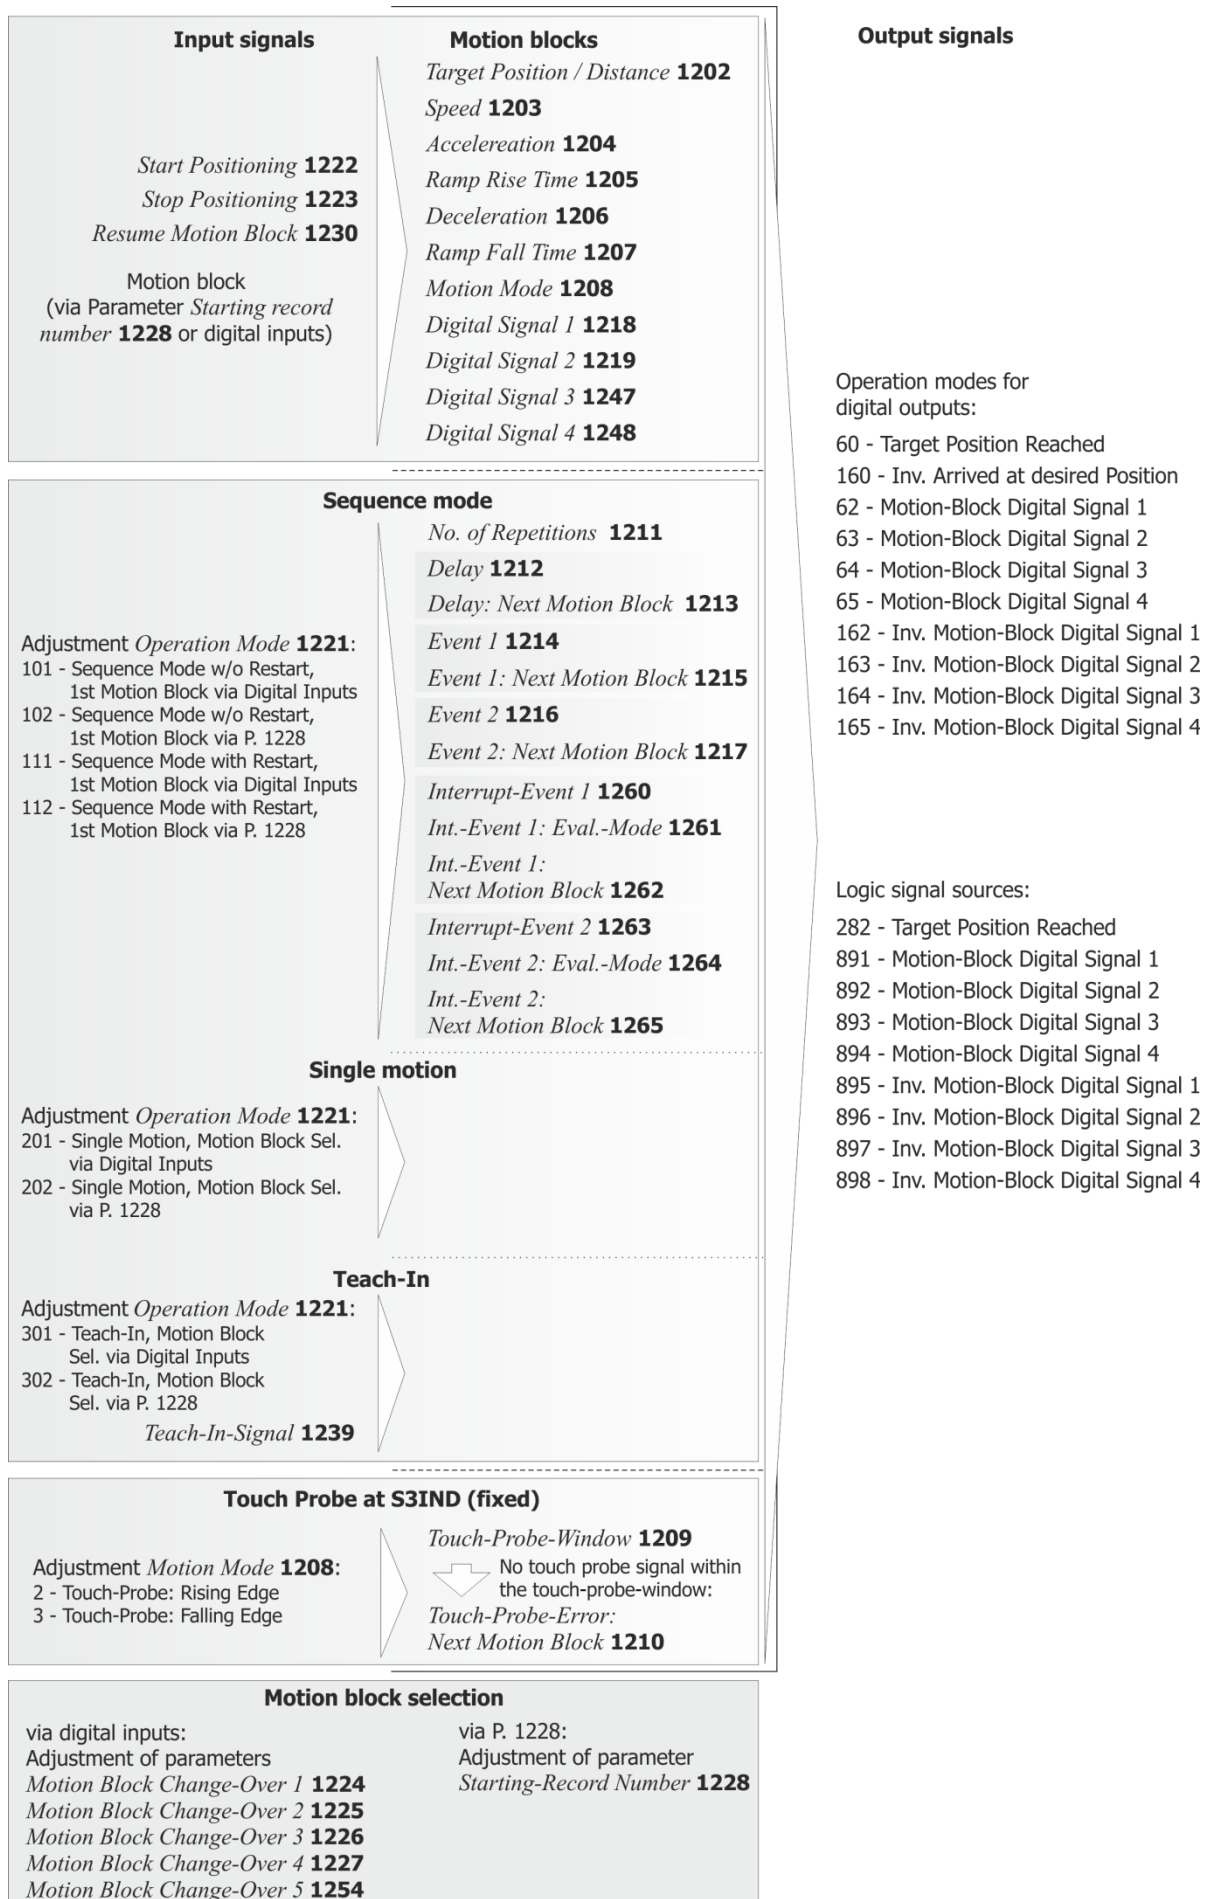 Input signals
Motion blocks
Output signals
Target Position / Distance 1202
Speed 1203
Accelereation 1204
Ramp Rise Time 1205
Deceleration 1206
Ramp Fall Time 1207
Motion Mode 1208
Digital Signal 1 1218
Digital Signal 2 1219
Digital Signal 3 1247
Digital Signal 4 1248
Start Positioning 1222
Stop Positioning 1223
Resume Motion Block 1230
Motion block
(via Parameter Starting record
number 1228 or digital inputs)
Sequence mode
No. of Repetitions 1211
Delay 1212
Delay: Next Motion Block 1213
Event 1 1214
Event 1: Next Motion Block 1215
Event 2 1216
Event 2: Next Motion Block 1217
Interrupt-Event 1 1260
Int.-Event 1: Eval.-Mode 1261
Int.-Event 1:
Next Motion Block 1262
Interrupt-Event 2 1263
Int.-Event 2: Eval.-Mode 1264
Int.-Event 2:
Next Motion Block 1265
Adjustment Operation Mode 1221:
101 - Sequence Mode w/o Restart,
1st Motion Block via Digital Inputs
102 - Sequence Mode w/o Restart,
1st Motion Block via P. 1228
111 - Sequence Mode with Restart,
1st Motion Block via Digital Inputs
112 - Sequence Mode with Restart,
1st Motion Block via P. 1228
Single motion
Adjustment Operation Mode 1221:
201 - Single Motion, Motion Block Sel.
via Digital Inputs
202 - Single Motion, Motion Block Sel.
via P. 1228
Teach-In
Adjustment Operation Mode 1221:
301 - Teach-In, Motion Block
Sel. via Digital Inputs
302 - Teach-In, Motion Block
Sel. via P. 1228
Teach-In-Signal 1239
Touch Probe at S3IND (fixed)
Adjustment Motion Mode 1208:
2 - Touch-Probe: Rising Edge
3 - Touch-Probe: Falling Edge
Touch-Probe-Window 1209
No touch probe signal within
the touch-probe-window:
Touch-Probe-Error:
Next Motion Block 1210
Motion block selection
via digital inputs:
Adjustment of parameters
Motion Block Change-Over 1 1224
Motion Block Change-Over 2 1225
Motion Block Change-Over 3 1226
Motion Block Change-Over 4 1227
Motion Block Change-Over 5 1254
via P. 1228:
Adjustment of parameter
Starting-Record Number 1228
Operation modes for
digital outputs:
60 - Target Position Reached
160 - Inv. Arrived at desired Position
62 - Motion-Block Digital Signal 1
63 - Motion-Block Digital Signal 2
64 - Motion-Block Digital Signal 3
65 - Motion-Block Digital Signal 4
162 - Inv. Motion-Block Digital Signal 1
163 - Inv. Motion-Block Digital Signal 2
164 - Inv. Motion-Block Digital Signal 3
165 - Inv. Motion-Block Digital Signal 4
Logic signal sources:
282 - Target Position Reached
891 - Motion-Block Digital Signal 1
892 - Motion-Block Digital Signal 2
893 - Motion-Block Digital Signal 3
894 - Motion-Block Digital Signal 4
895 - Inv. Motion-Block Digital Signal 1
896 - Inv. Motion-Block Digital Signal 2
897 - Inv. Motion-Block Digital Signal 3
898 - Inv. Motion-Block Digital Signal 4